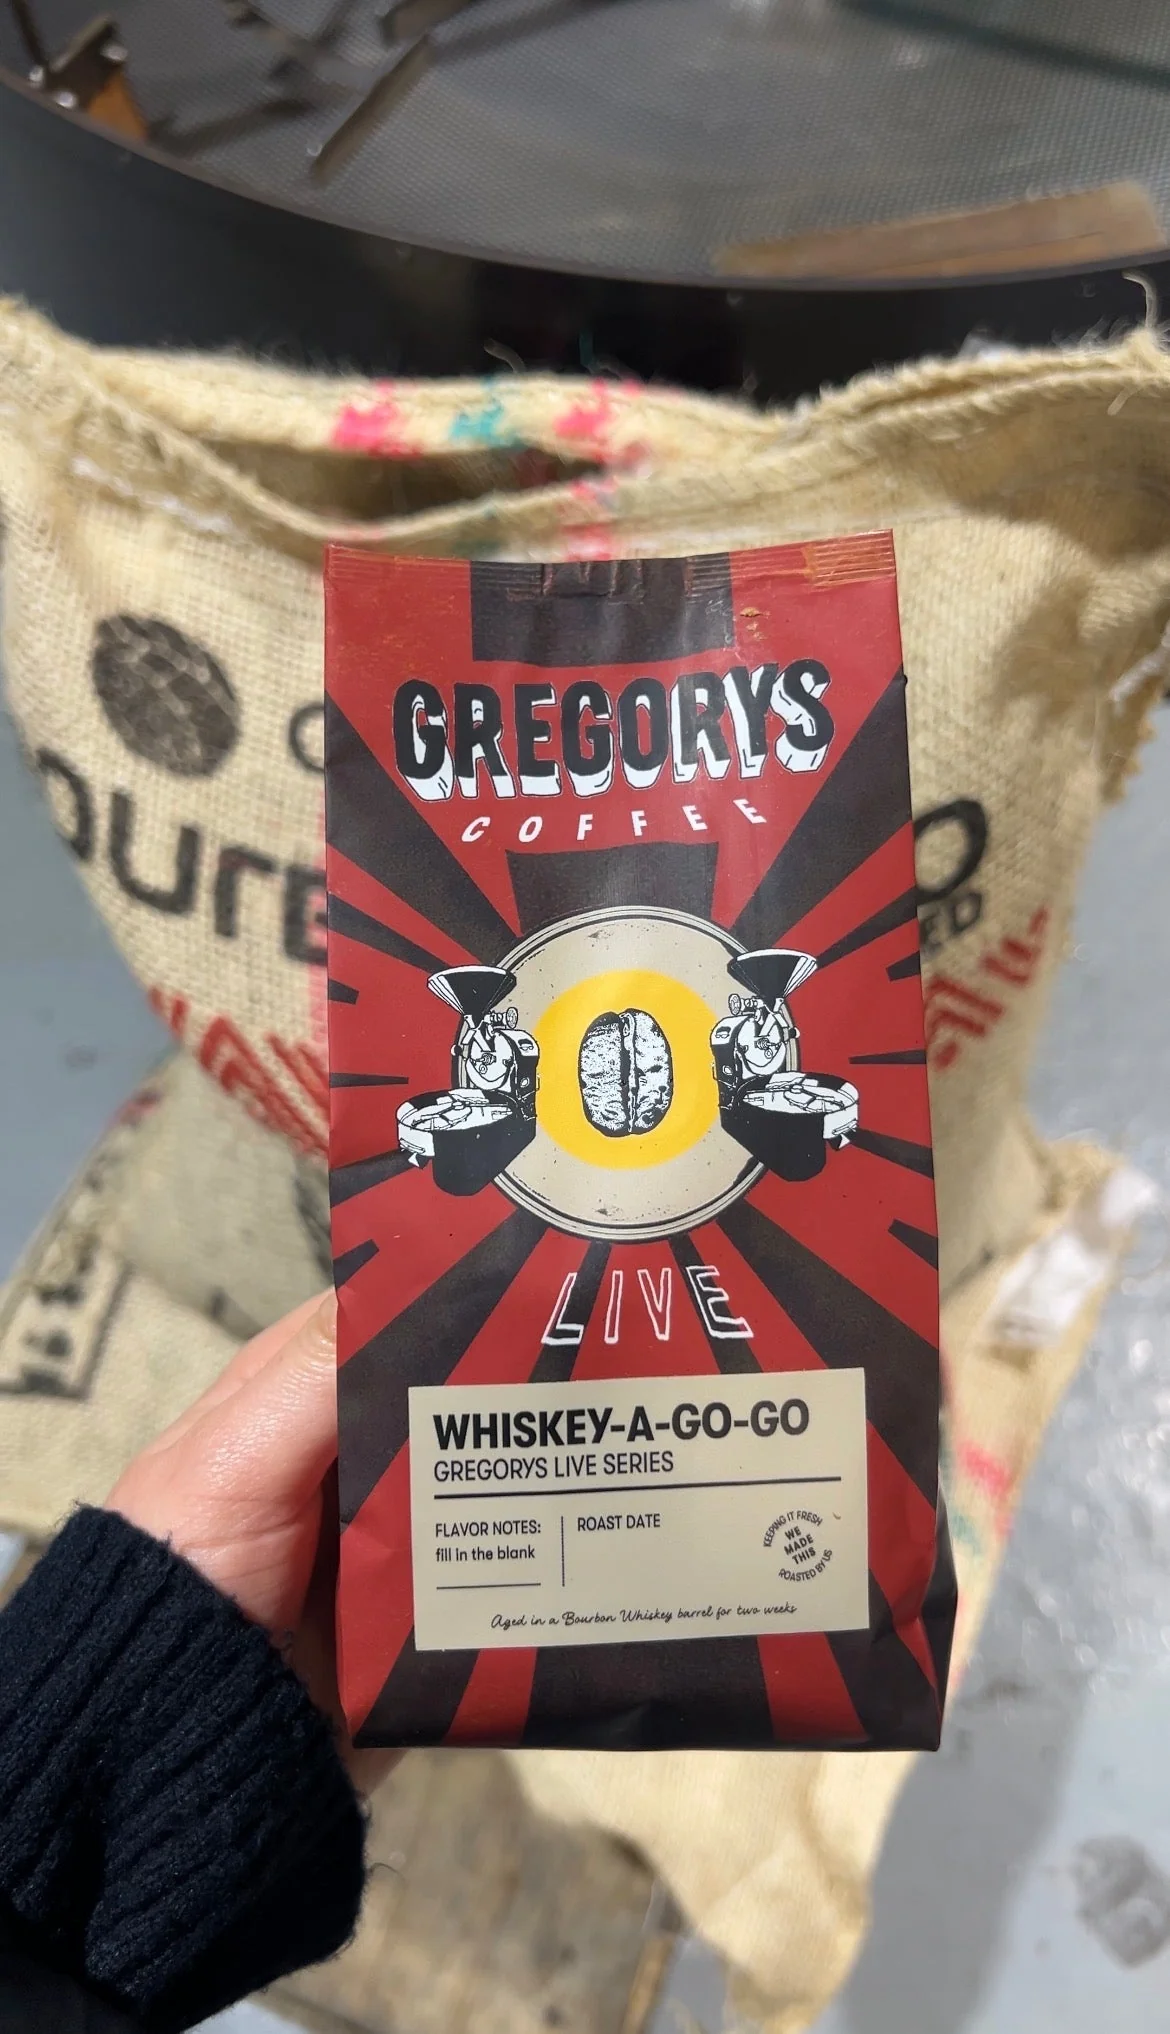 GREGORYS
COFFEE
LIVE
WHISKEY-A-GO-GO
GREGORYS LIVE SERIES
FLAVOR NOTES:
fill in the blank
ROAST DATE
KEEPING IT FRESH
WE
MADE
THIS
ROASTED BY US
Aged in a Bourbon Whiskey barrel for two weeks